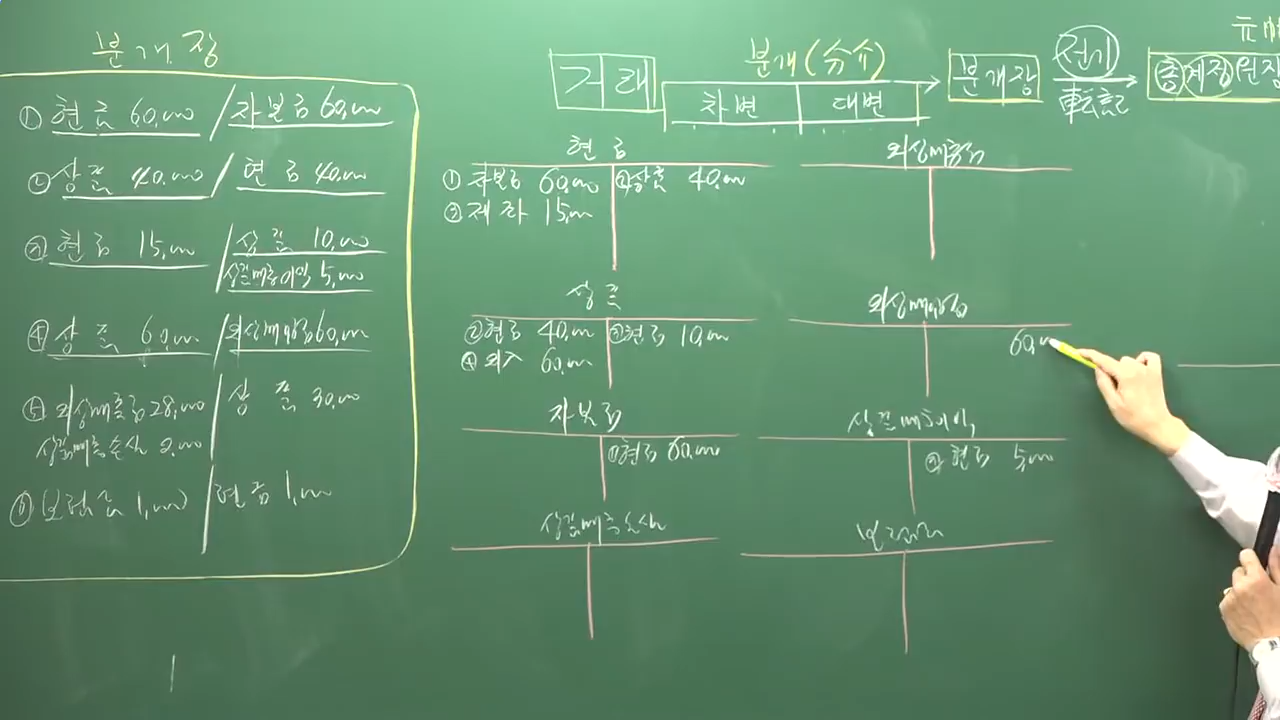 분개장
① 현금 60,000 / 자본금 60,000
② 상품 40,000 / 현금 40,000
③ 현금 15,000 / 상품 10,000
상품매출이익 5,000
④ 상품 60,000 / 외상매입금 60,000
⑤ 외상매출금 28,000 / 상품 30,000
상품매출손실 2,000
⑥ 보험료 1,000 / 현금 1,000
거래
분개(分介)
차변 대변
분개장
전기
轉記
총계정원장
현금
① 자본금 60,000 ② 상품 40,000
③ 제좌 15,000
외상매출금
상품
② 현금 40,000 ③ 현금 10,000
④ 외入 60,000
외상매입금
60,0
자본금
① 현금 60,000
상품매출이익
③ 현금 5,000
상품매출손실
보험료